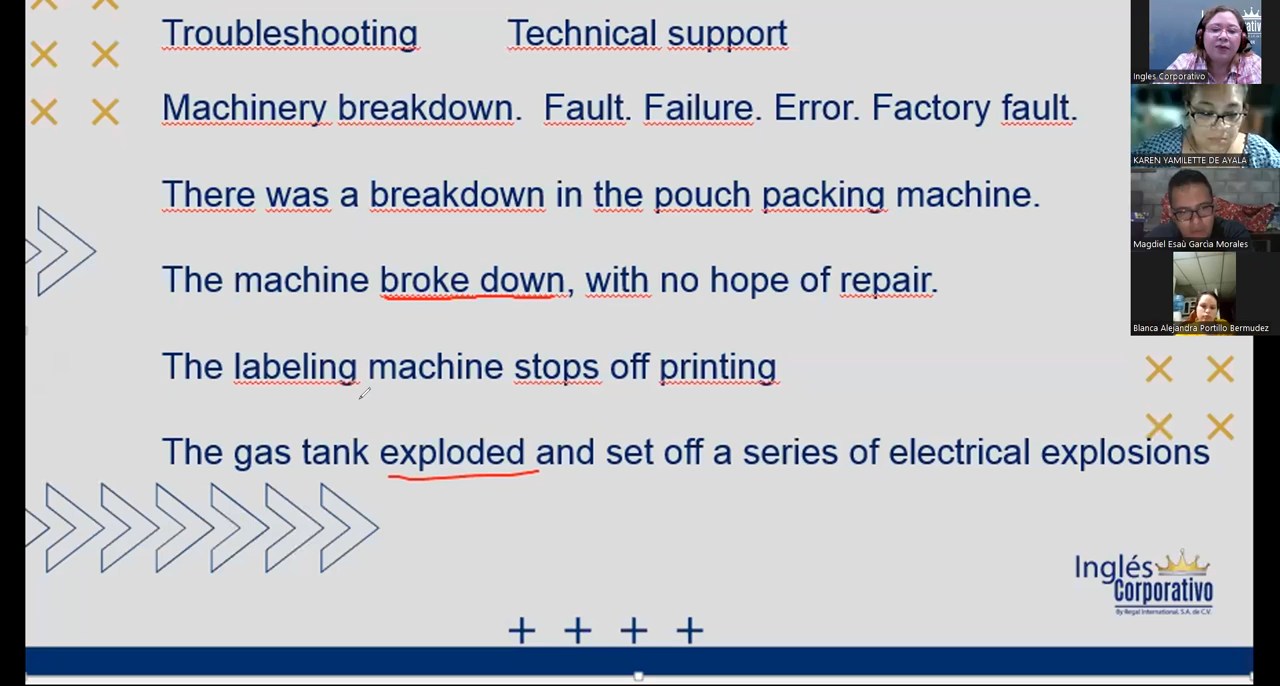 Troubleshooting Technical support
Machinery breakdown. Fault. Failure. Error. Factory fault.
There was a breakdown in the pouch packing machine.
The machine broke down, with no hope of repair.
The labeling machine stops off printing
The gas tank exploded and set off a series of electrical explosions
Inglés
Corporativo
By Regal International, S.A. de C.V.
Ingles Corporativo
KAREN YAMILETTE DE AYALA
Magdiel Esaù Garcia Morales
Blanca Alejandra Portillo Bermudez